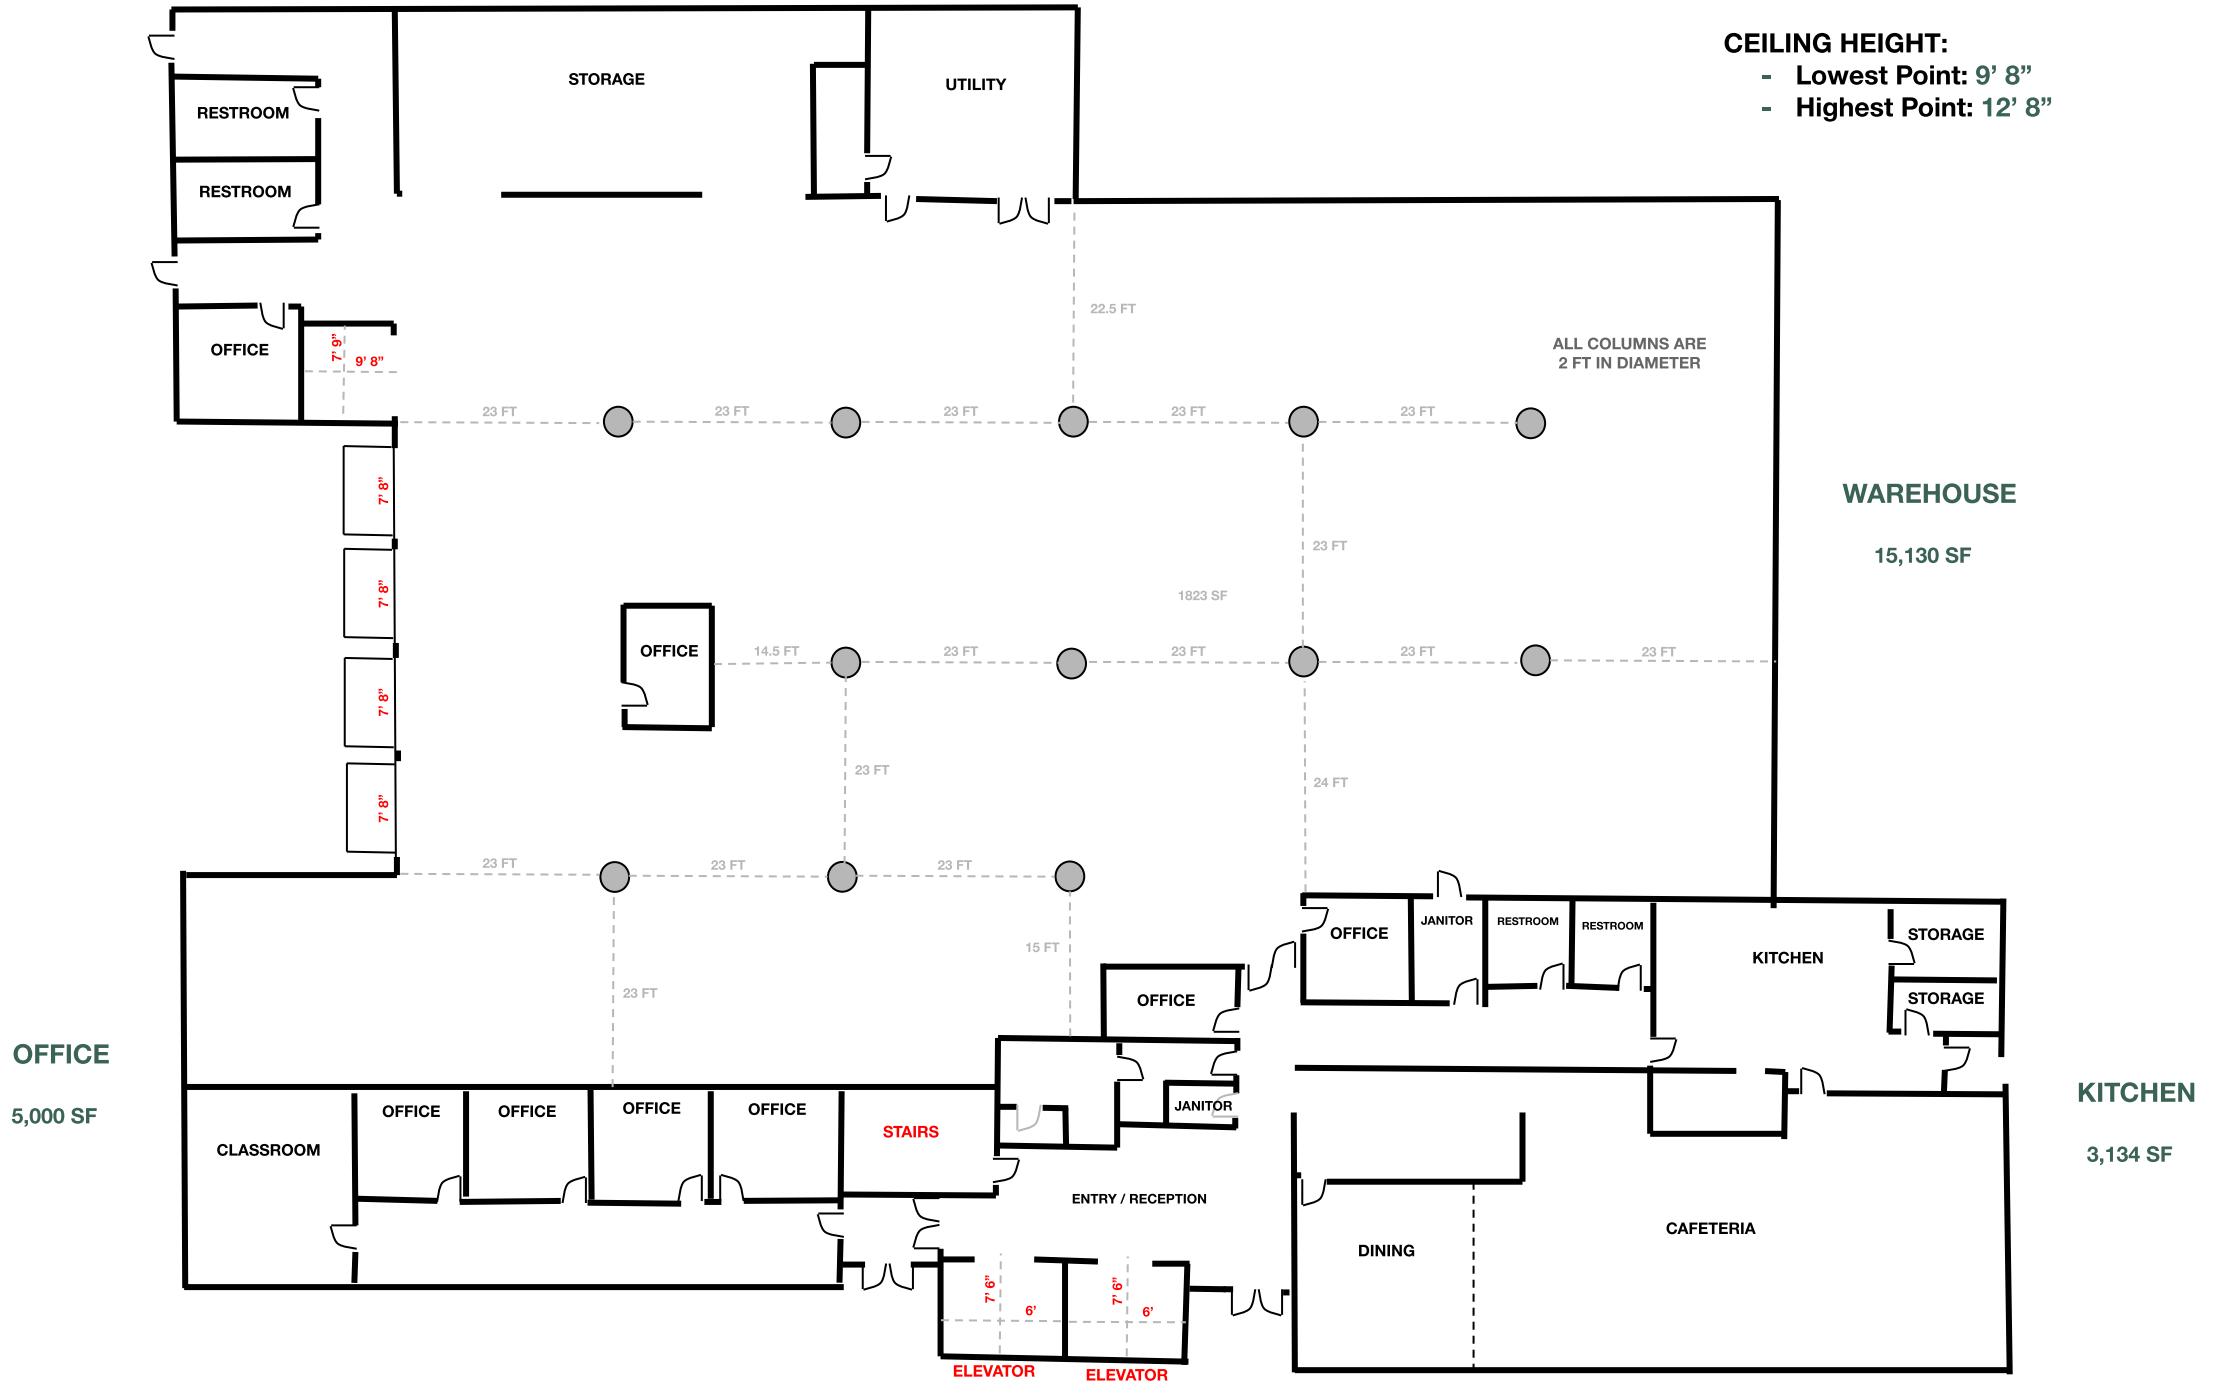 CEILING HEIGHT:
- Lowest Point: 9’ 8”
- Highest Point: 12’ 8”
STORAGE
UTILITY
RESTROOM
RESTROOM
22.5 FT
ALL COLUMNS ARE
2 FT IN DIAMETER
OFFICE
7’ 9”
9’ 8”
23 FT
23 FT
23 FT
23 FT
23 FT
7’ 8”
WAREHOUSE
15,130 SF
23 FT
7’ 8”
1823 SF
OFFICE
14.5 FT
23 FT
23 FT
23 FT
23 FT
7’ 8”
23 FT
24 FT
7’ 8”
23 FT
23 FT
23 FT
15 FT
23 FT
OFFICE
JANITOR
RESTROOM
RESTROOM
KITCHEN
STORAGE
STORAGE
OFFICE
OFFICE
5,000 SF
KITCHEN
3,134 SF
CLASSROOM
OFFICE
OFFICE
OFFICE
OFFICE
STAIRS
JANITOR
ENTRY / RECEPTION
DINING
CAFETERIA
7’ 6”
6’
7’ 6”
6’
ELEVATOR
ELEVATOR